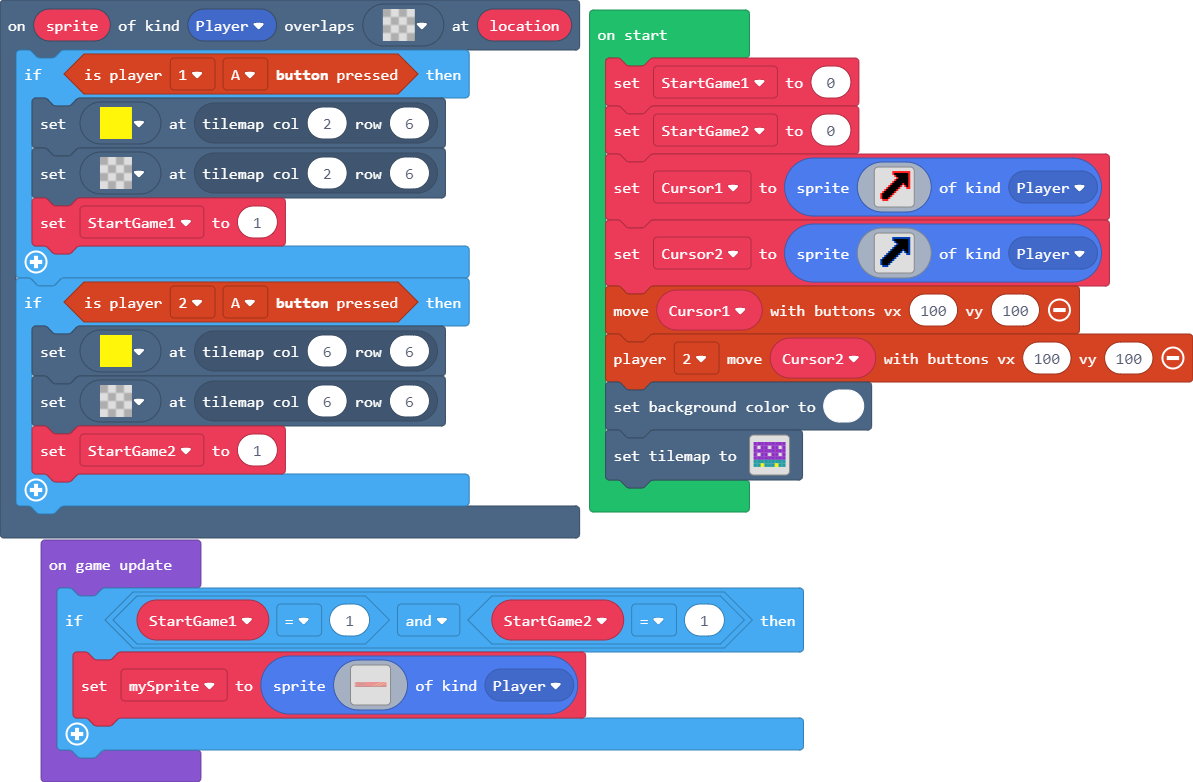 on sprite of kind Player overlaps at location
if is player 1 A button pressed then
set at tilemap col 2 row 6
set at tilemap col 2 row 6
set StartGame1 to 1
if is player 2 A button pressed then
set at tilemap col 6 row 6
set at tilemap col 6 row 6
set StartGame2 to 1
on start
set StartGame1 to 0
set StartGame2 to 0
set Cursor1 to sprite of kind Player
set Cursor2 to sprite of kind Player
move Cursor1 with buttons vx 100 vy 100
player 2 move Cursor2 with buttons vx 100 vy 100
set background color to
set tilemap to
on game update
if StartGame1 = 1 and StartGame2 = 1 then
set mySprite to sprite of kind Player